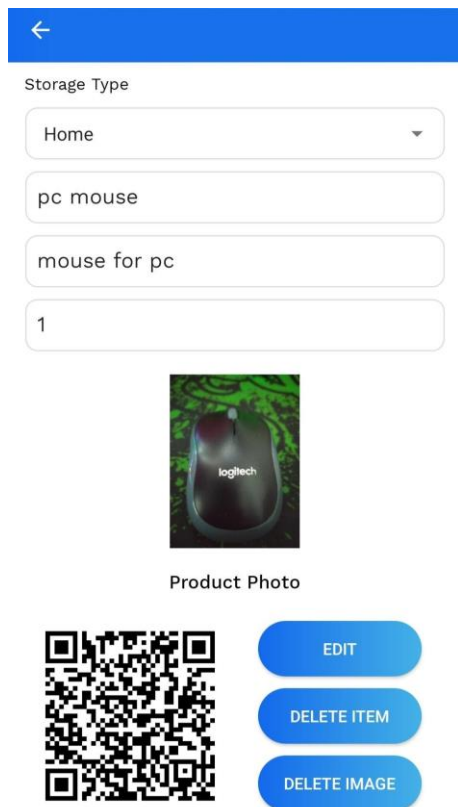 Storage Type
Home
pc mouse
mouse for pc
1
logitech
Product Photo
EDIT
DELETE ITEM
DELETE IMAGE